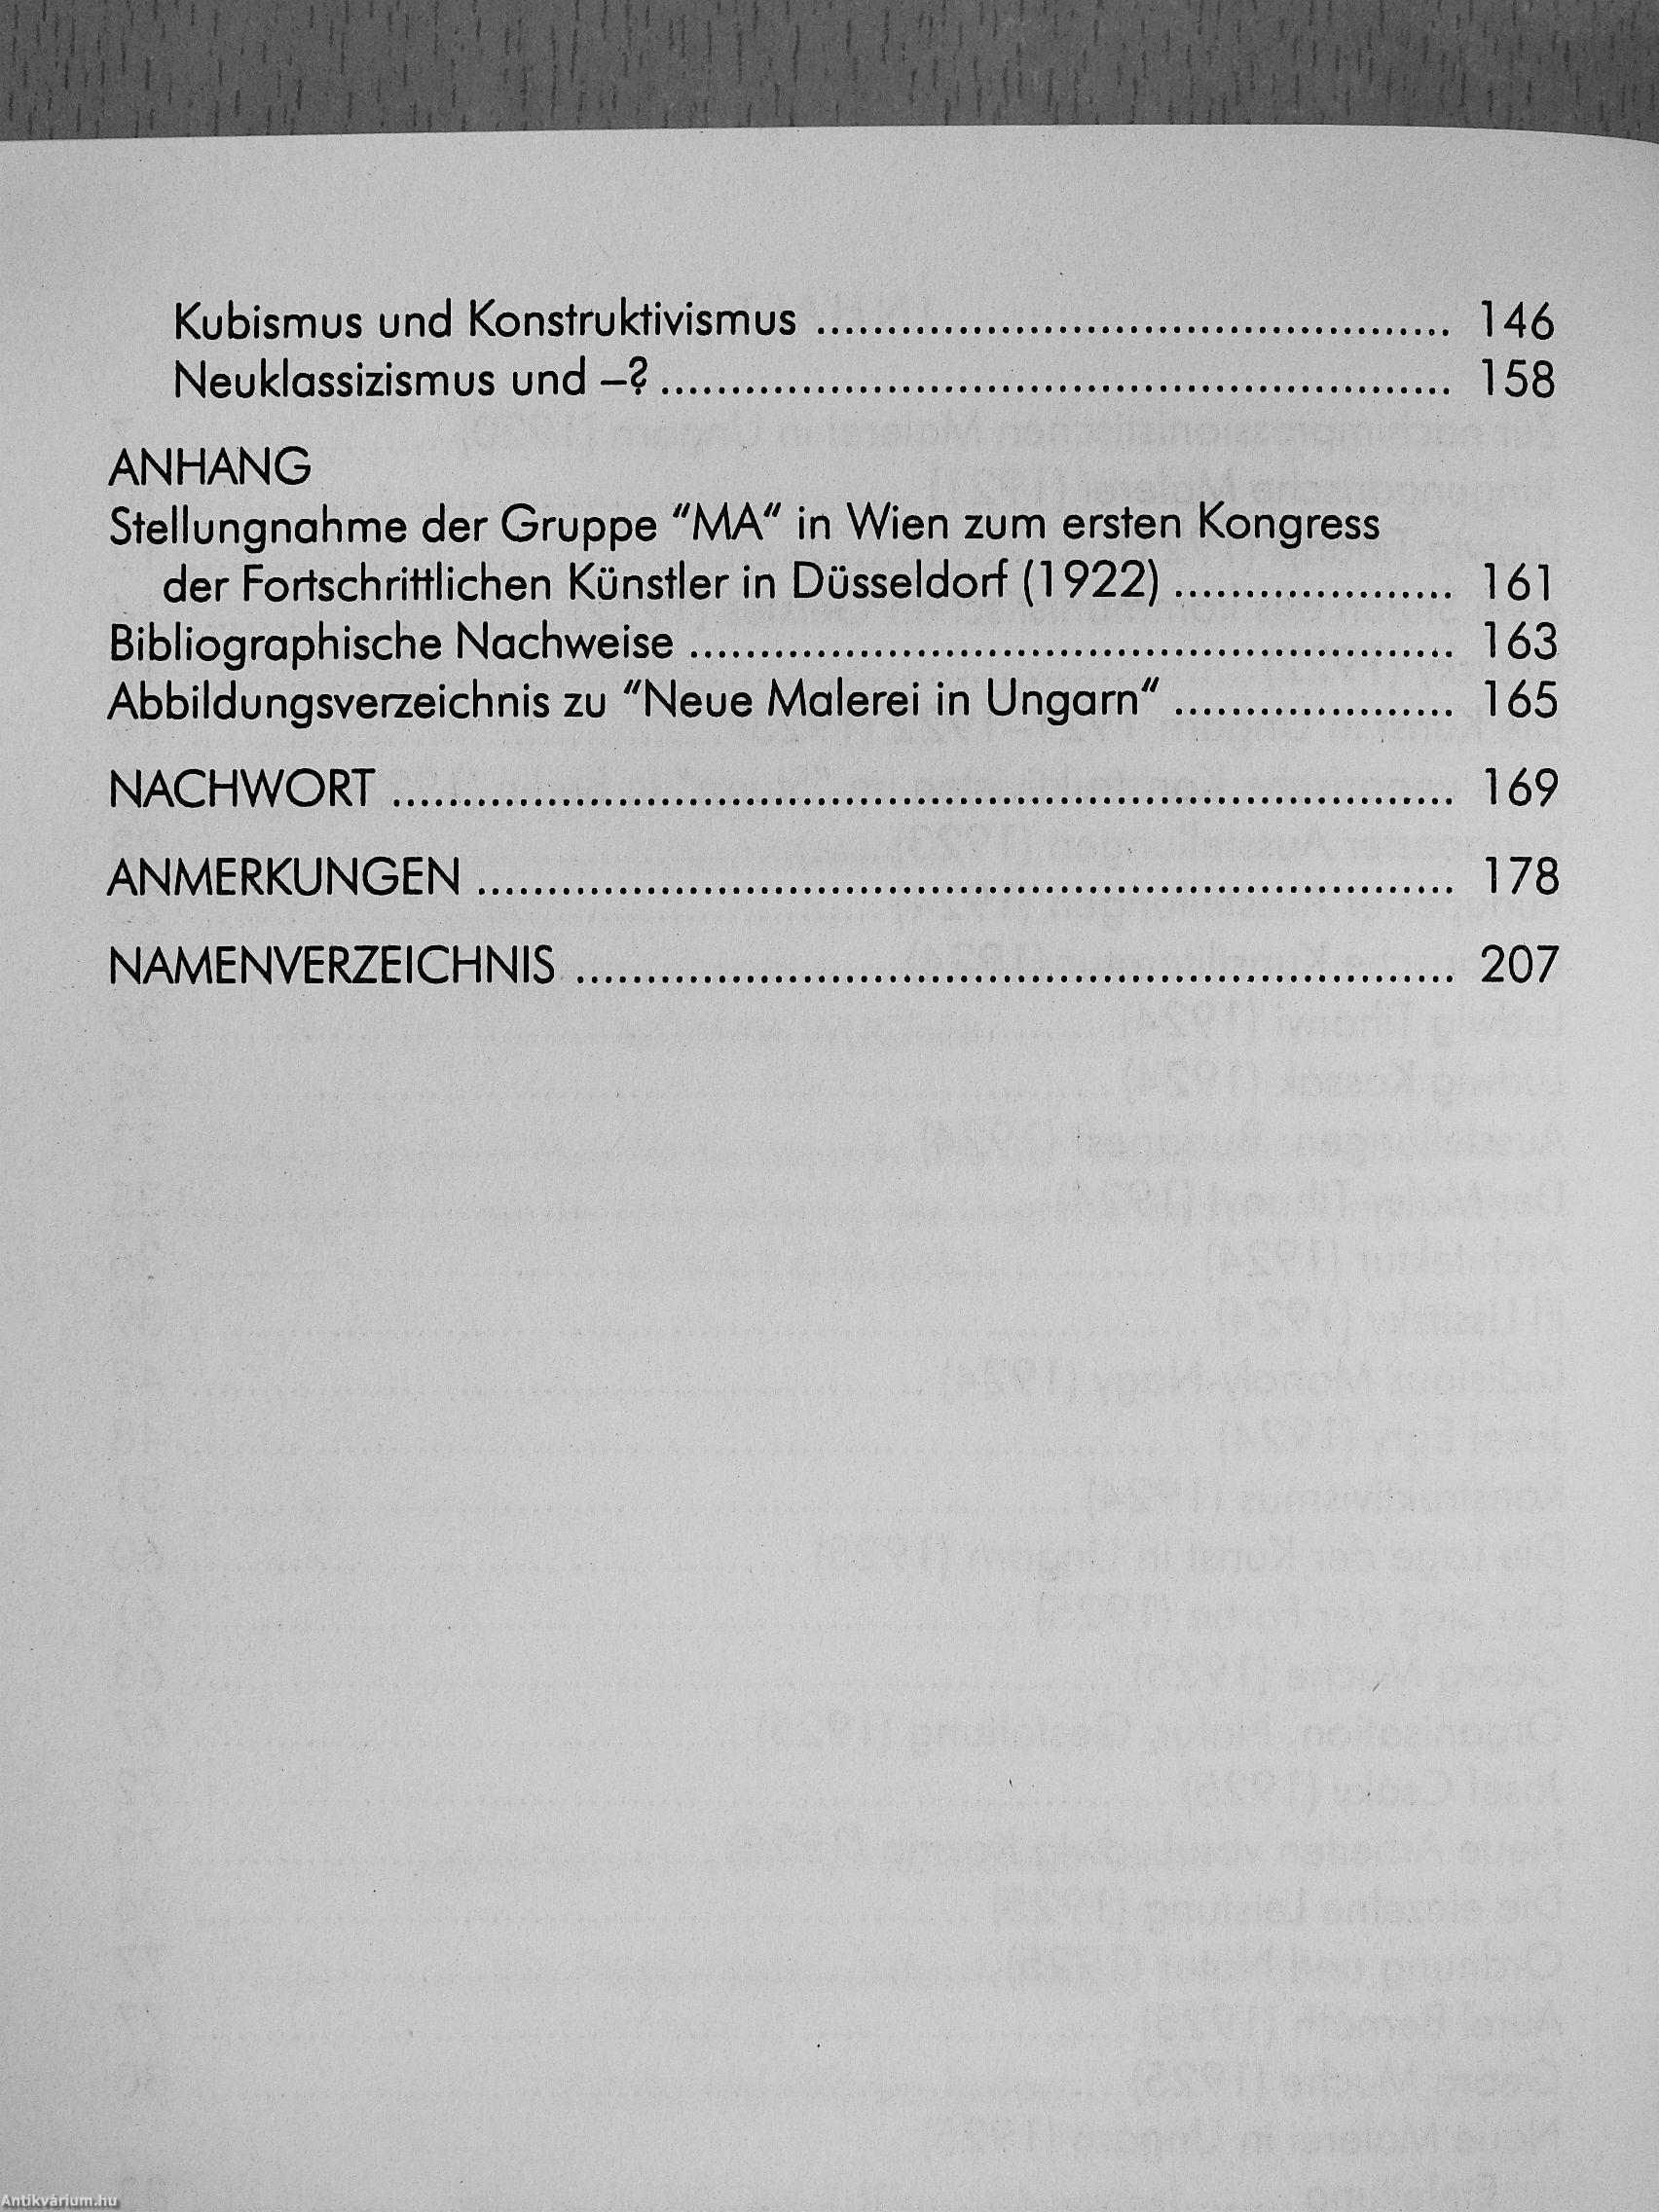 Kubismus und Konstruktivismus ............................................. 146
Neuklassizismus und –? ........................................................ 158
ANHANG
Stellungnahme der Gruppe “MA“ in Wien zum ersten Kongress
der Fortschrittlichen Künstler in Düsseldorf (1922) .................... 161
Bibliographische Nachweise ...................................................... 163
Abbildungsverzeichnis zu “Neue Malerei in Ungarn“ .................... 165
NACHWORT ........................................................................... 169
ANMERKUNGEN ..................................................................... 178
NAMENVERZEICHNIS .............................................................. 207
Antikvárium.hu